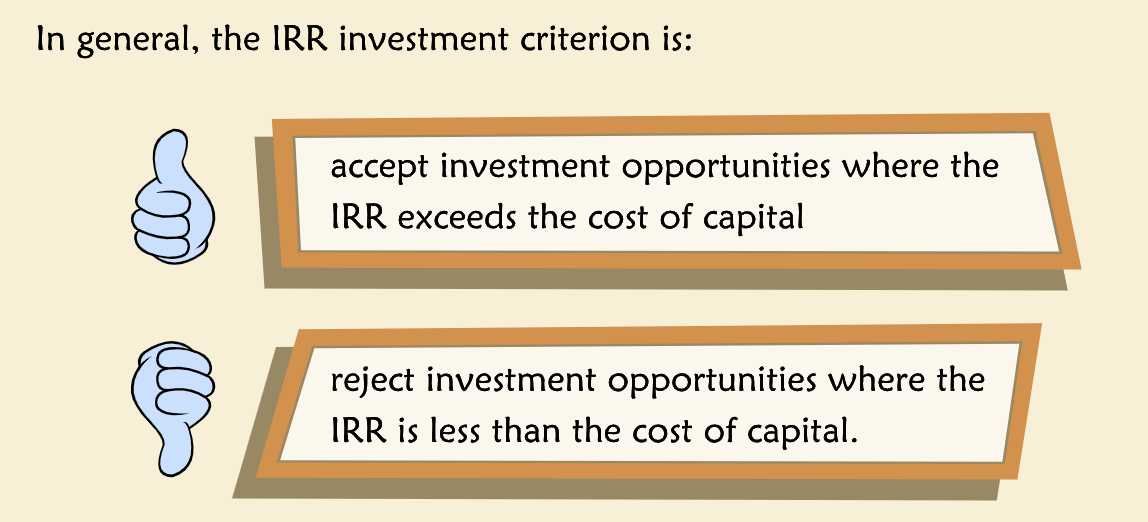 In general, the IRR investment criterion is:
accept investment opportunities where the
IRR exceeds the cost of capital
reject investment opportunities where the
IRR is less than the cost of capital.